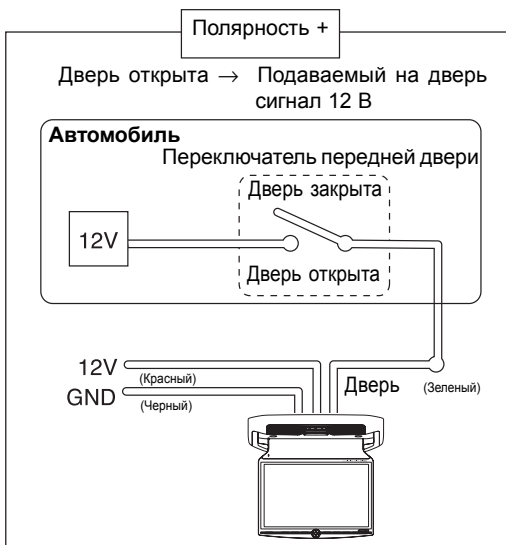 Полярность +
Дверь открыта → Подаваемый на дверь
сигнал 12 В
Автомобиль
Переключатель передней двери
Дверь закрыта
12V
Дверь открыта
12V
(Красный)
GND
(Черный)
Дверь
(Зеленый)